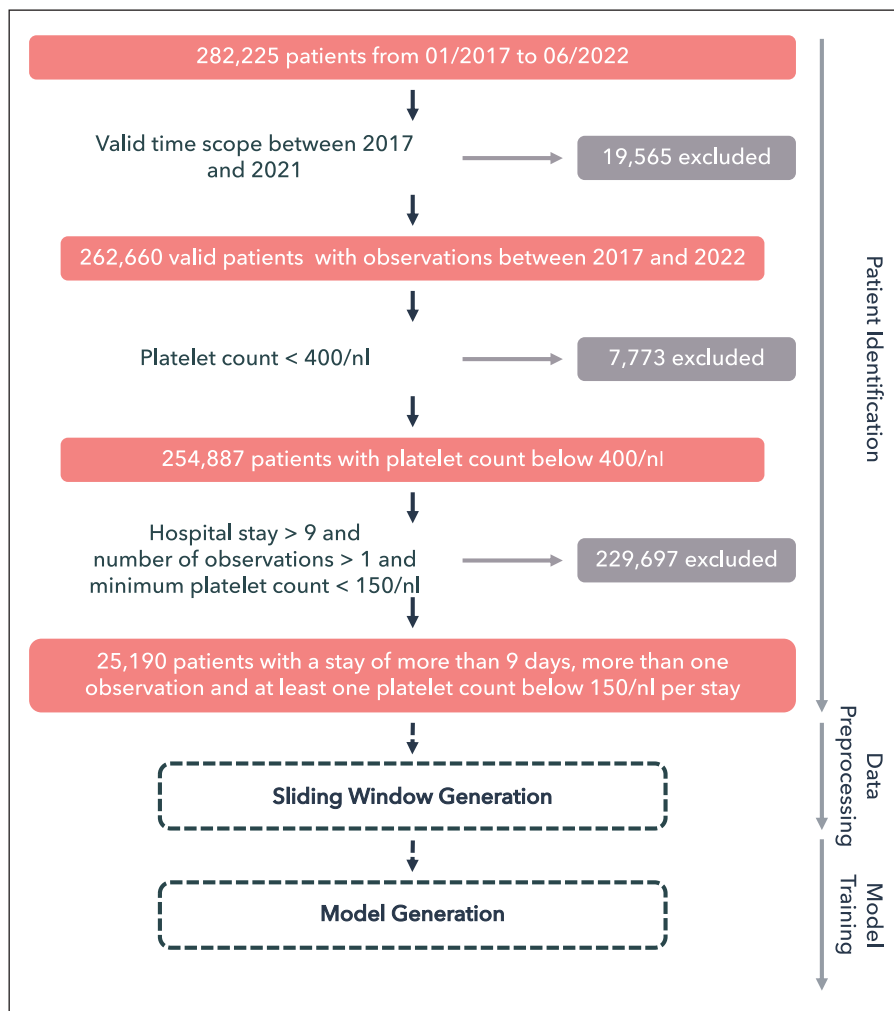 282,225 patients from 01/2017 to 06/2022
Valid time scope between 2017
and 2021
19,565 excluded
262,660 valid patients with observations between 2017 and 2022
Platelet count < 400/nl
7,773 excluded
254,887 patients with platelet count below 400/nl
Hospital stay > 9 and
number of observations > 1 and
minimum platelet count < 150/nl
229,697 excluded
25,190 patients with a stay of more than 9 days, more than one
observation and at least one platelet count below 150/nl per stay
Sliding Window Generation
Model Generation
Patient Identification
Data
Preprocessing
Model
Training